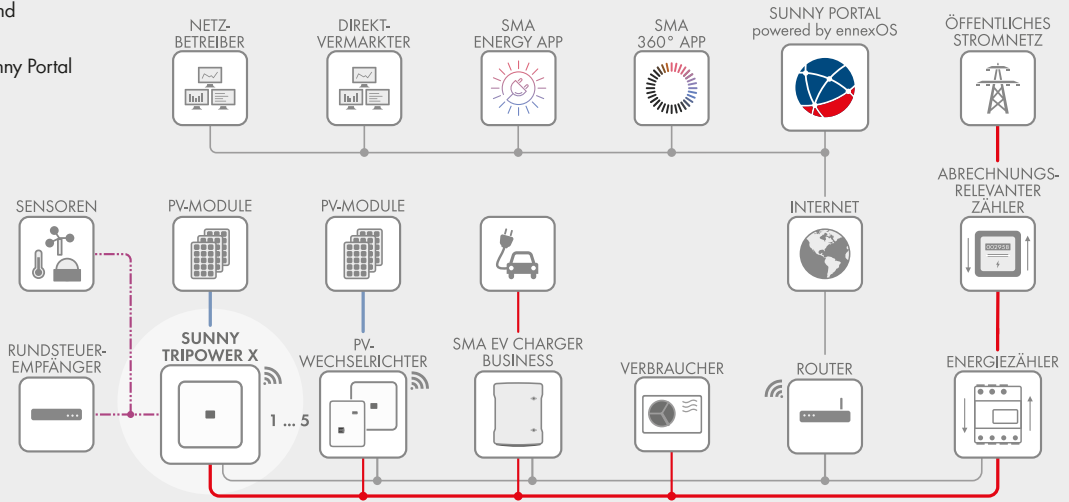 nd
nny Portal
NETZ-
BETREIBER
DIREKT-
VERMARKTER
SMA
ENERGY APP
SMA
360° APP
SUNNY PORTAL
powered by ennexOS
ÖFFENTLICHES
STROMNETZ
SENSOREN
PV-MODULE
PV-MODULE
INTERNET
ABRECHNUNGS-
RELEVANTER
ZÄHLER
RUNDSTEUER-
EMPFÄNGER
SUNNY
TRIPOWER X
1 ... 5
PV-
WECHSELRICHTER
SMA EV CHARGER
BUSINESS
VERBRAUCHER
ROUTER
ENERGIEZÄHLER